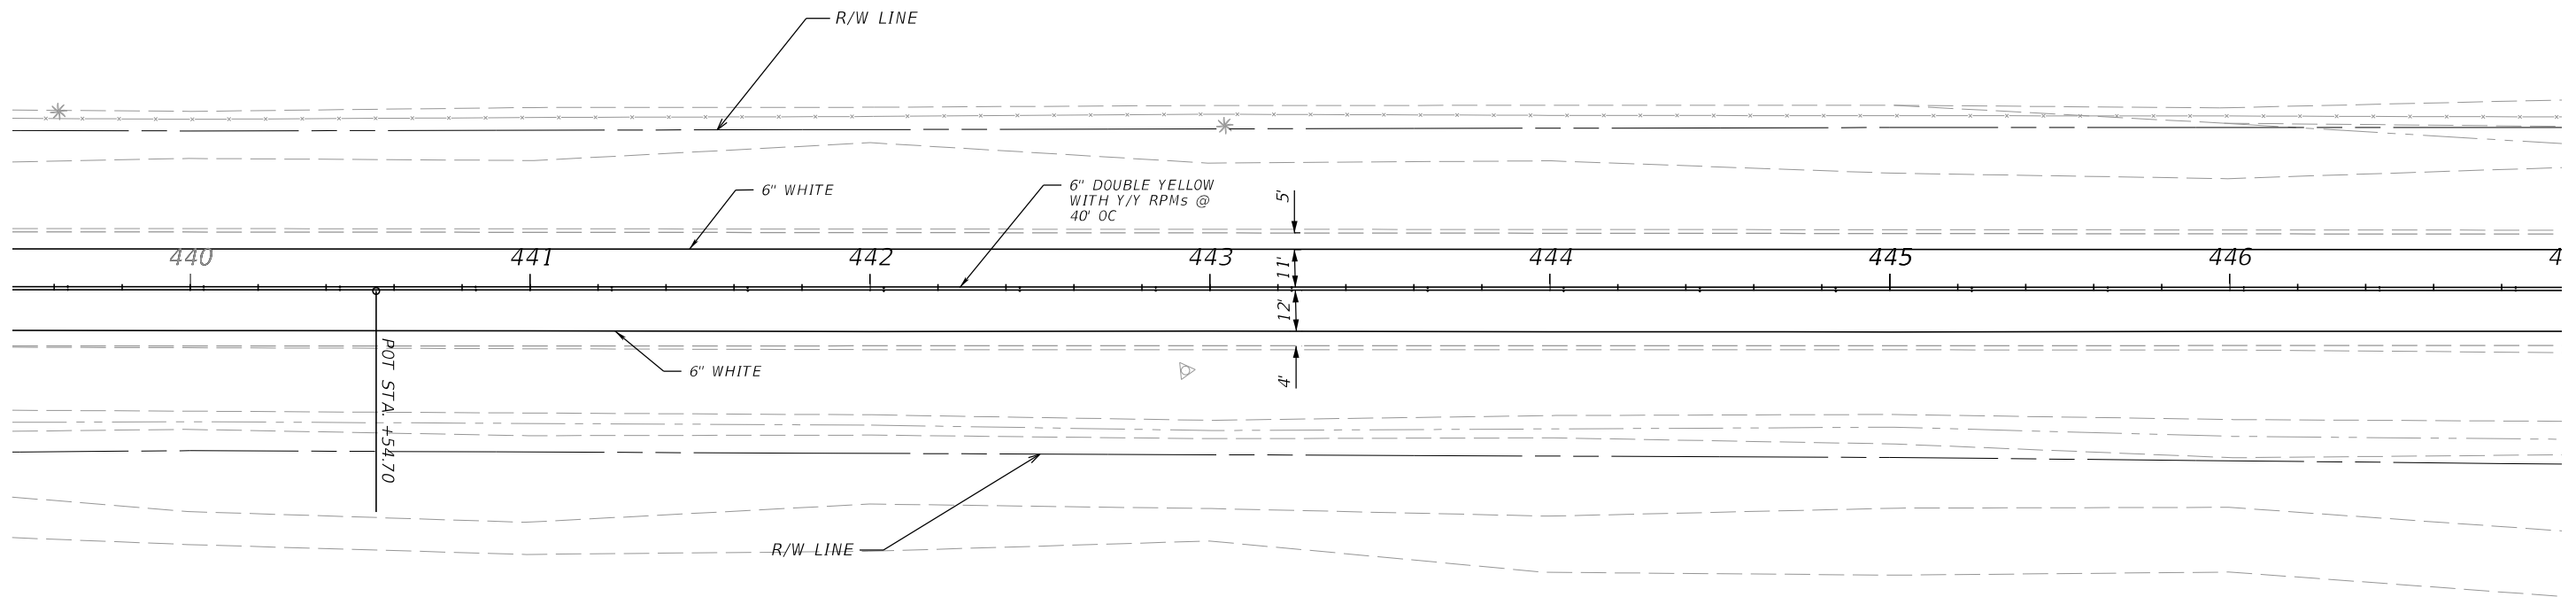 R/W LINE
6" WHITE
6" DOUBLE YELLOW
WITH Y/Y RPMs @
40' OC
5'
440
441
442
443
444
445
446
4
11'
12'
POT STA. +54.70
6" WHITE
4'
R/W LINE